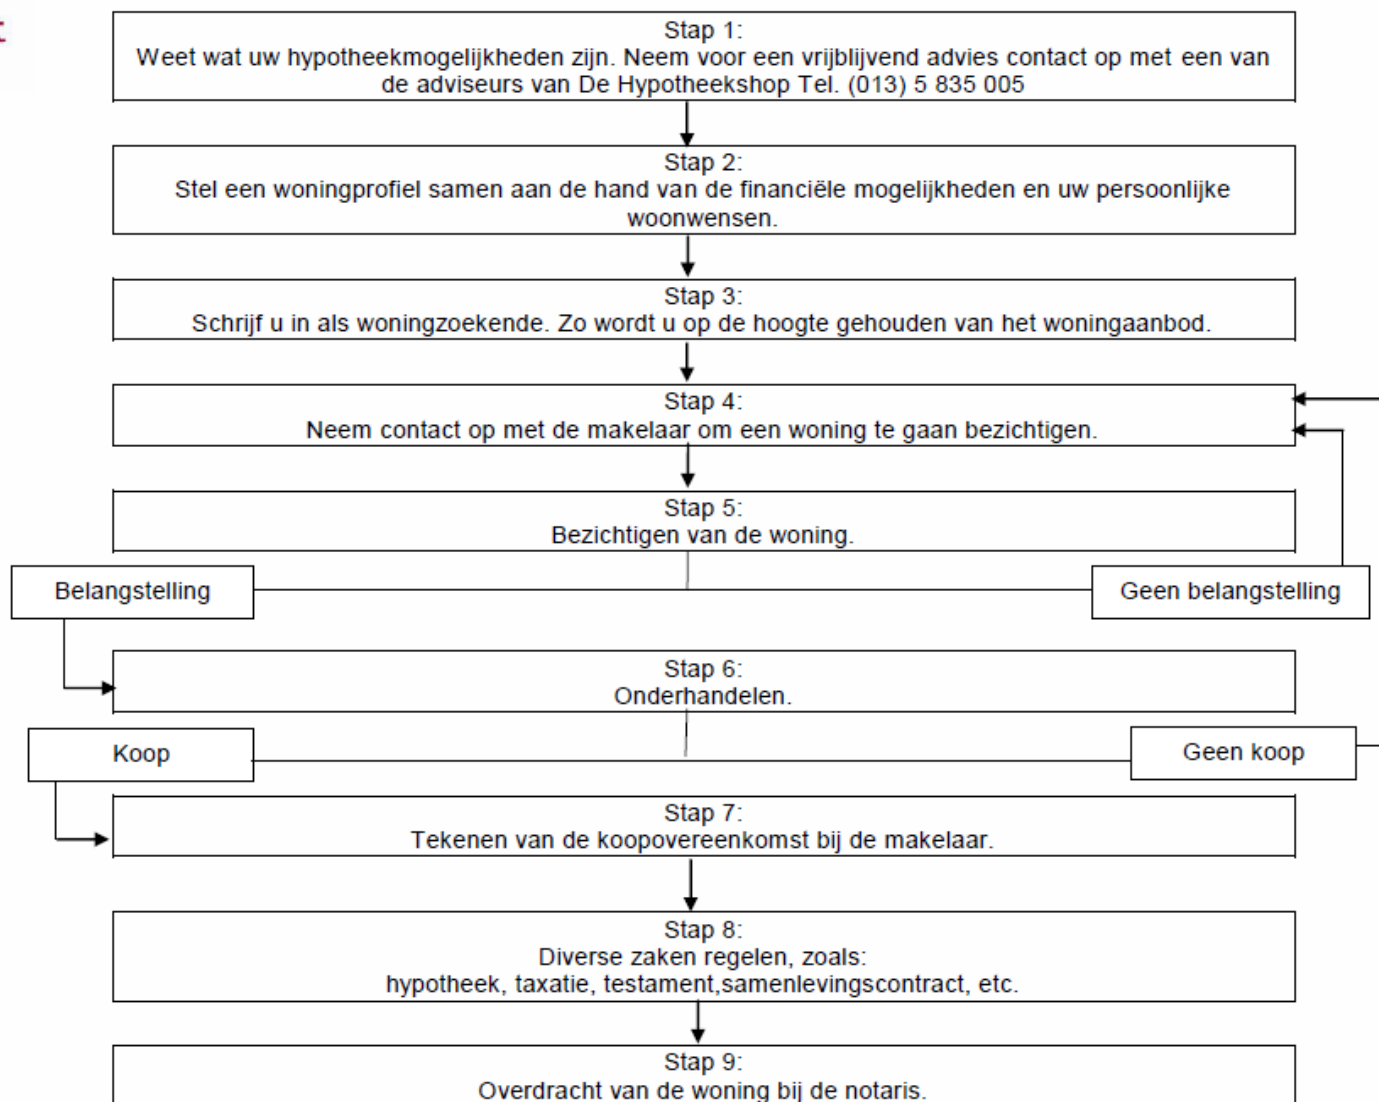 Stap 1:
Weet wat uw hypotheekmogelijkheden zijn. Neem voor een vrijblijvend advies contact op met een van
de adviseurs van De Hypotheekshop Tel. (013) 5 835 005
Stap 2:
Stel een woningprofiel samen aan de hand van de financiële mogelijkheden en uw persoonlijke
woonwensen.
Stap 3:
Schrijf u in als woningzoekende. Zo wordt u op de hoogte gehouden van het woningaanbod.
Stap 4:
Neem contact op met de makelaar om een woning te gaan bezichtigen.
Stap 5:
Bezichtigen van de woning.
Belangstelling
Geen belangstelling
Stap 6:
Onderhandelen.
Koop
Geen koop
Stap 7:
Tekenen van de koopovereenkomst bij de makelaar.
Stap 8:
Diverse zaken regelen, zoals:
hypotheek, taxatie, testament,samenlevingscontract, etc.
Stap 9:
Overdracht van de woning bij de notaris.